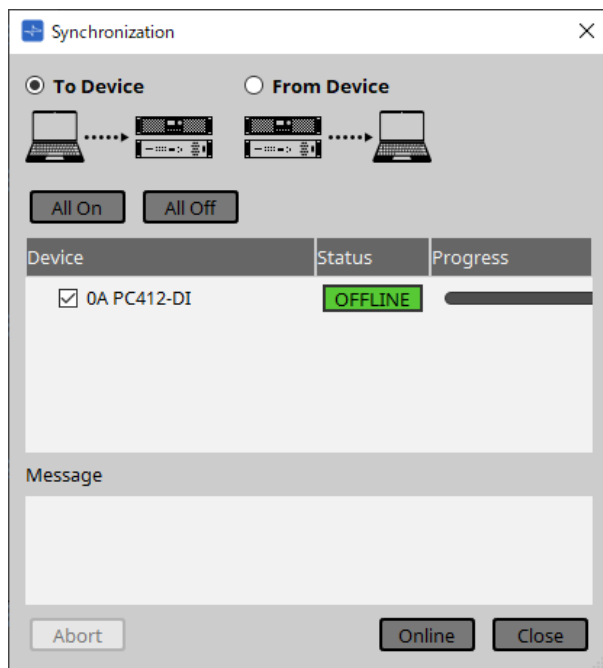 Synchronization
To Device From Device
All On All Off
Device Status Progress
0A PC412-DI OFFLINE
Message
Abort Online Close